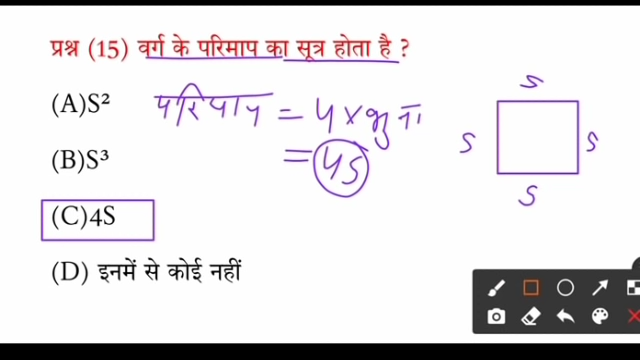 प्रश्न (15) वर्ग के परिमाप का सूत्र होता है ?
(A)S²
परिमाप = 4 × भुजा
= 4S
(B)S³
(C)4S
(D) इनमें से कोई नहीं
S
S
S
S